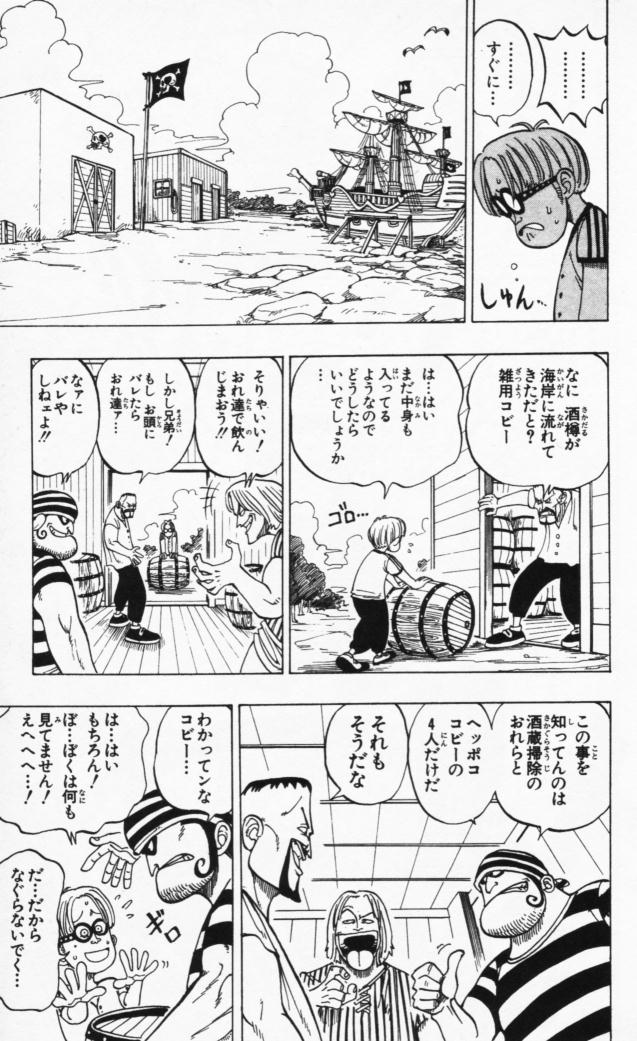 ………
………
すぐに…
しゅん…
なに 酒樽が
海岸に流れて
きただと？
雑用コビー
は…はい
まだ中身も
入ってる
ようなので
どうしたら
いいでしょうか
…
ゴロ…
そりゃいい！
おれ達で飲ん
じまおう!!
しかし兄弟！
もし お頭に
バレたら
おれ達ァ…
なァに
バレや
しねェよ!!
この事を
知ってんのは
酒蔵掃除の
おれらと
ヘッポコ
コビーの
4人だけだ
それも
そうだな
わかってンな
コビー…
は…はい
もちろん！
ぼ…ぼくは何も
見てません！
えへへへ…！
ギロ
だ…だから
なぐらないでく…